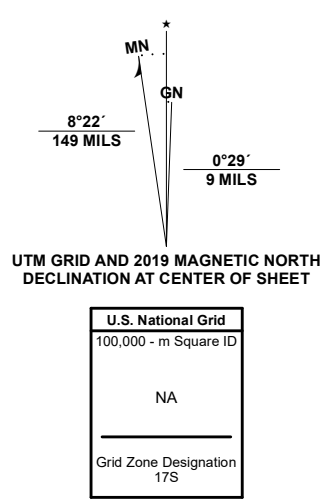 MN
GN
8°22´
149 MILS
0°29´
9 MILS
UTM GRID AND 2019 MAGNETIC NORTH
DECLINATION AT CENTER OF SHEET
U.S. National Grid
100,000 - m Square ID
NA
Grid Zone Designation
17S